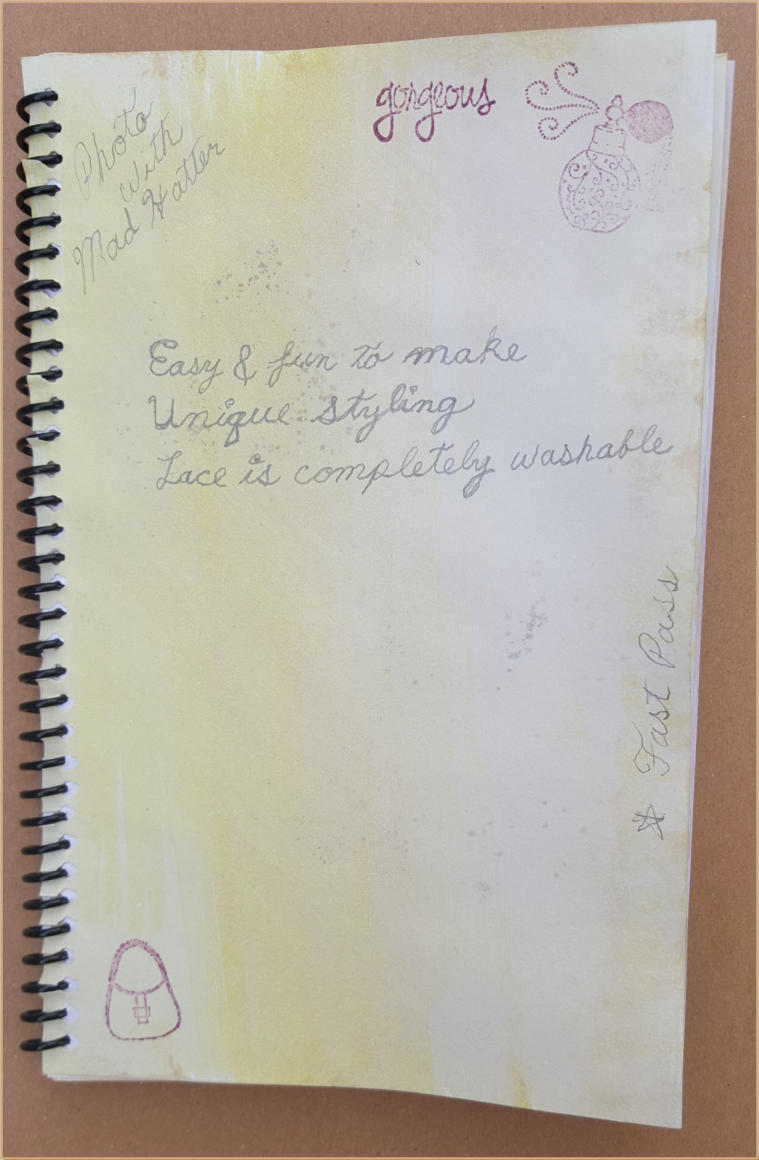 gorgeous
Photo
with
Mad Hatter
Easy & fun to make
Unique Styling
Lace is completely washable
☆ Fast Pass